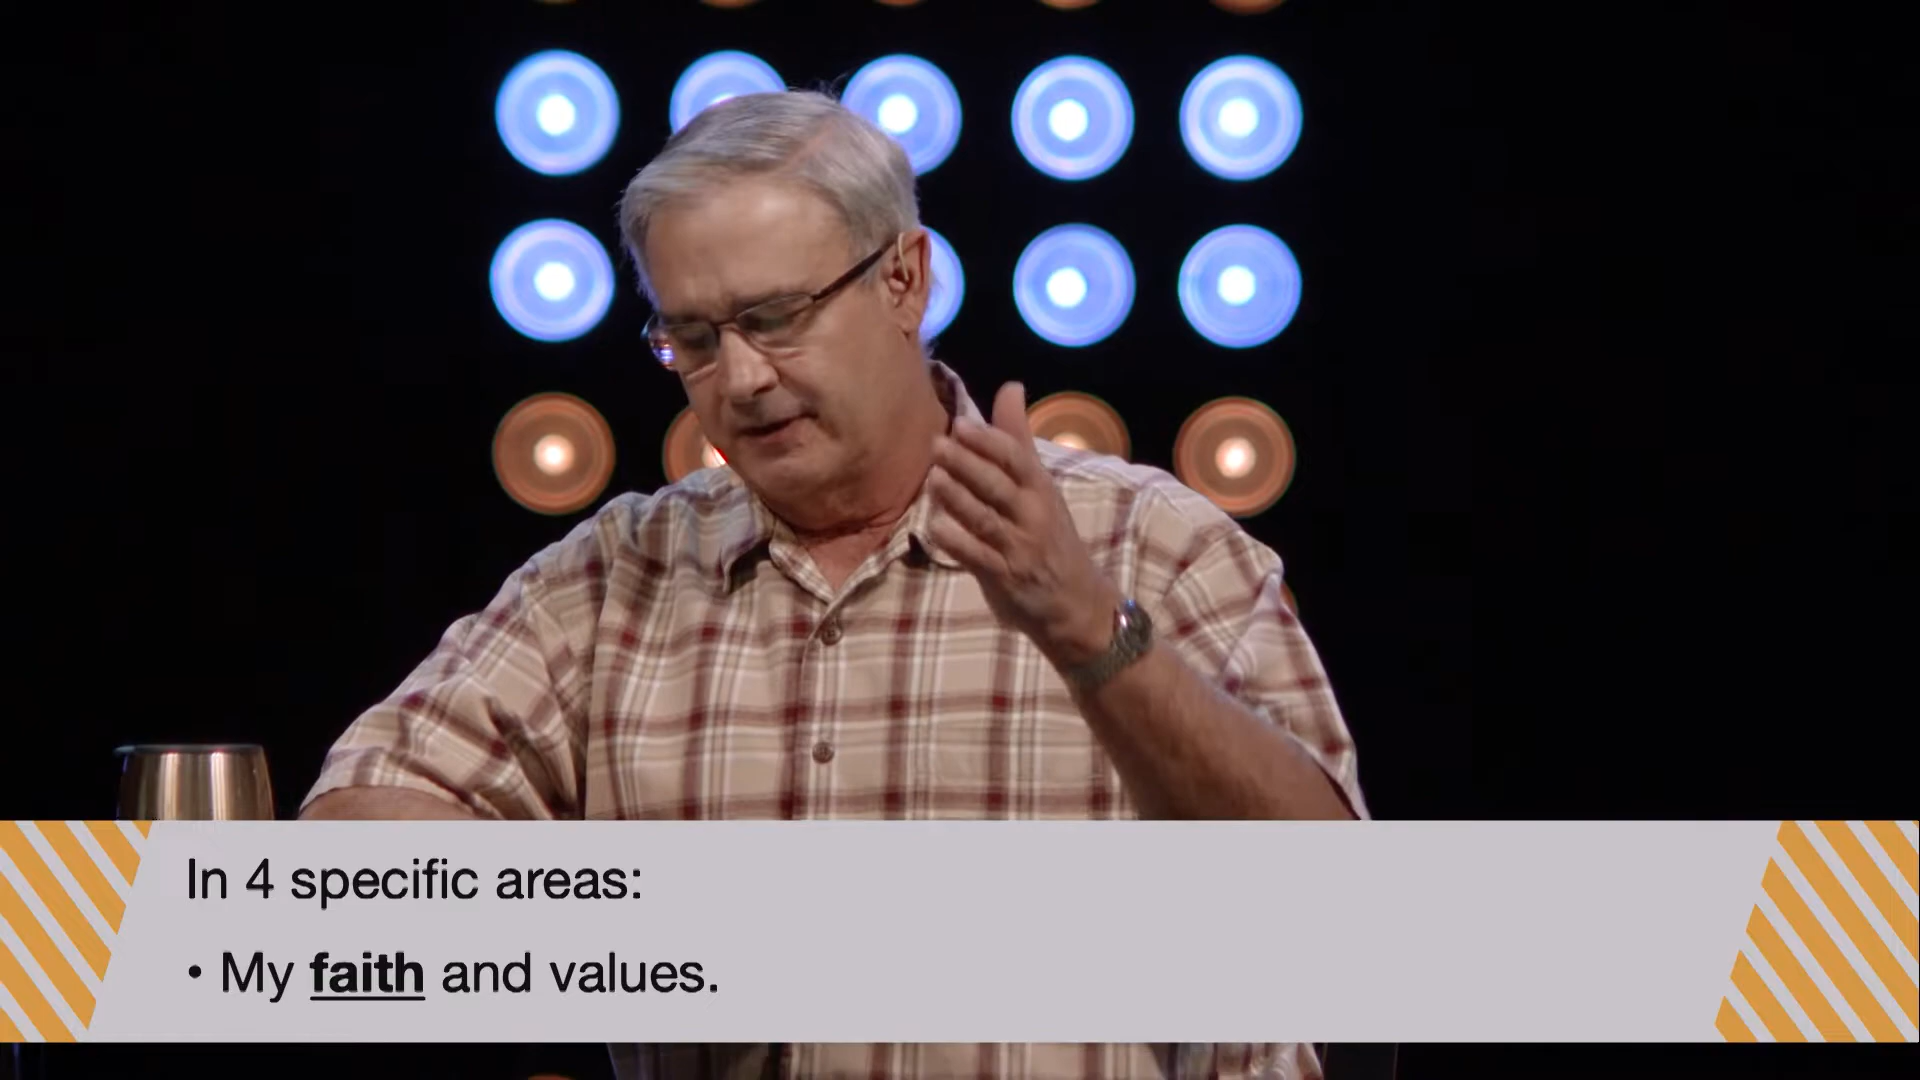 In 4 specific areas:
• My faith and values.